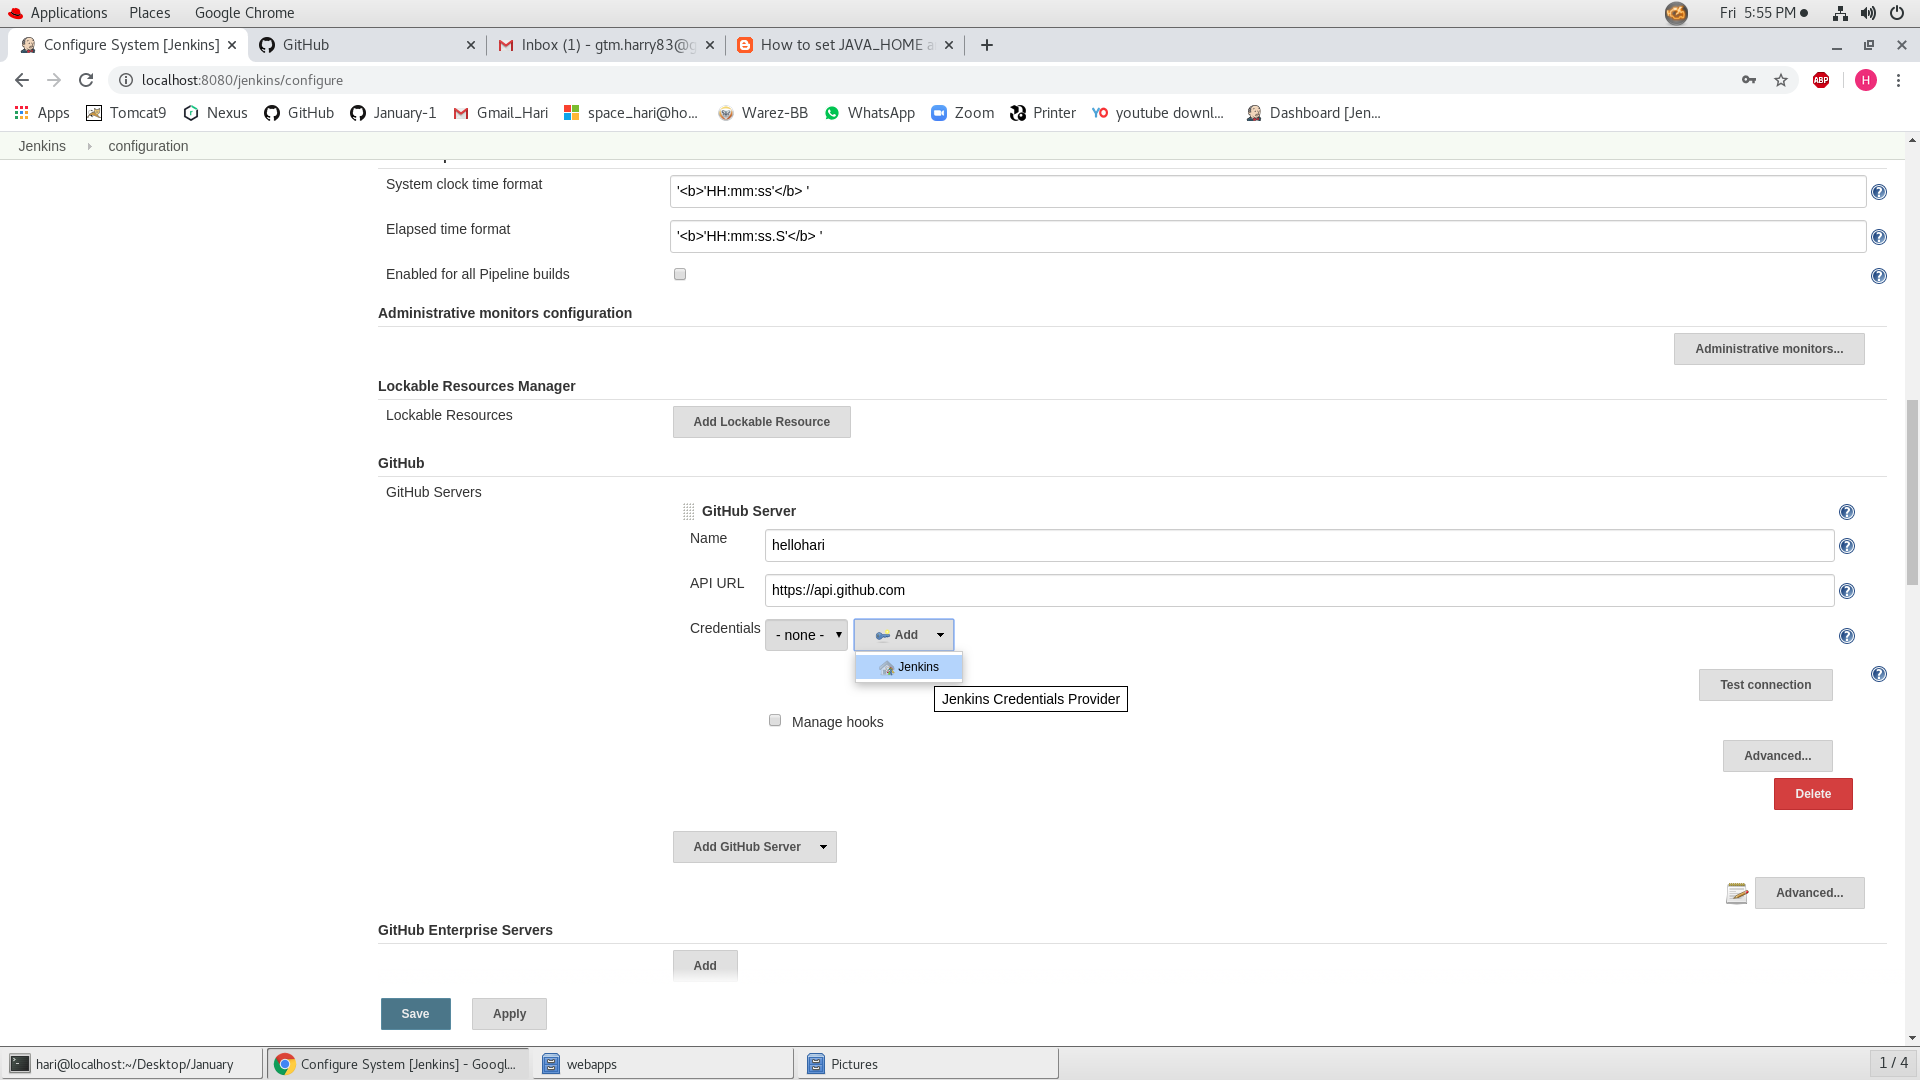 Applications Places Google Chrome Fri 5:55 PM
Configure System [Jenkins] GitHub Inbox (1) - gtm.harry83@g How to set JAVA_HOME a
localhost:8080/jenkins/configure ABP H
Apps Tomcat9 Nexus GitHub January-1 Gmail_Hari space_hari@ho... Warez-BB WhatsApp Zoom Printer YO youtube downl... Dashboard [Jen...
Jenkins configuration
System clock time format '<b>'HH:mm:ss'</b> '
Elapsed time format '<b>'HH:mm:ss.S'</b> '
Enabled for all Pipeline builds
Administrative monitors configuration
Administrative monitors...
Lockable Resources Manager
Lockable Resources Add Lockable Resource
GitHub
GitHub Servers
GitHub Server
Name hellohari
API URL https://api.github.com
Credentials - none - Add
Jenkins
Test connection
Jenkins Credentials Provider
Manage hooks
Advanced...
Delete
Add GitHub Server
Advanced...
GitHub Enterprise Servers
Add
Save Apply
hari@localhost:~/Desktop/January Configure System [Jenkins] - Googl... webapps Pictures 1 / 4